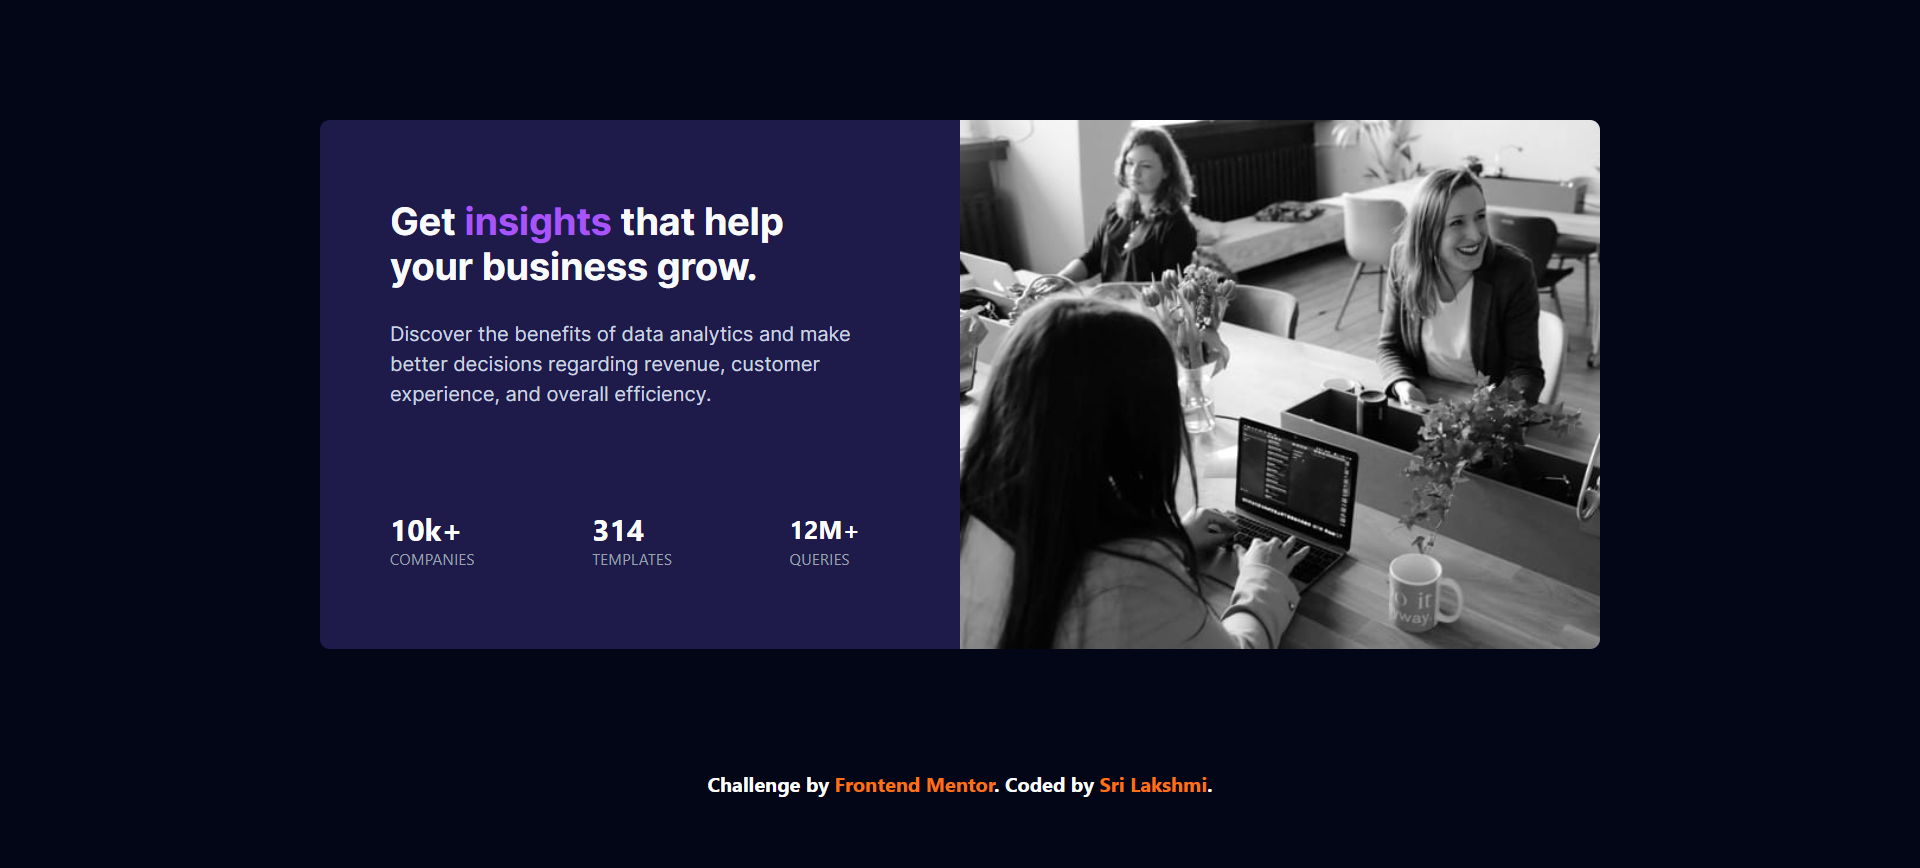 Get insights that help
your business grow.
Discover the benefits of data analytics and make
better decisions regarding revenue, customer
experience, and overall efficiency.
10k+ 314 12M+
COMPANIES TEMPLATES QUERIES
it
way.
Challenge by Frontend Mentor. Coded by Sri Lakshmi.